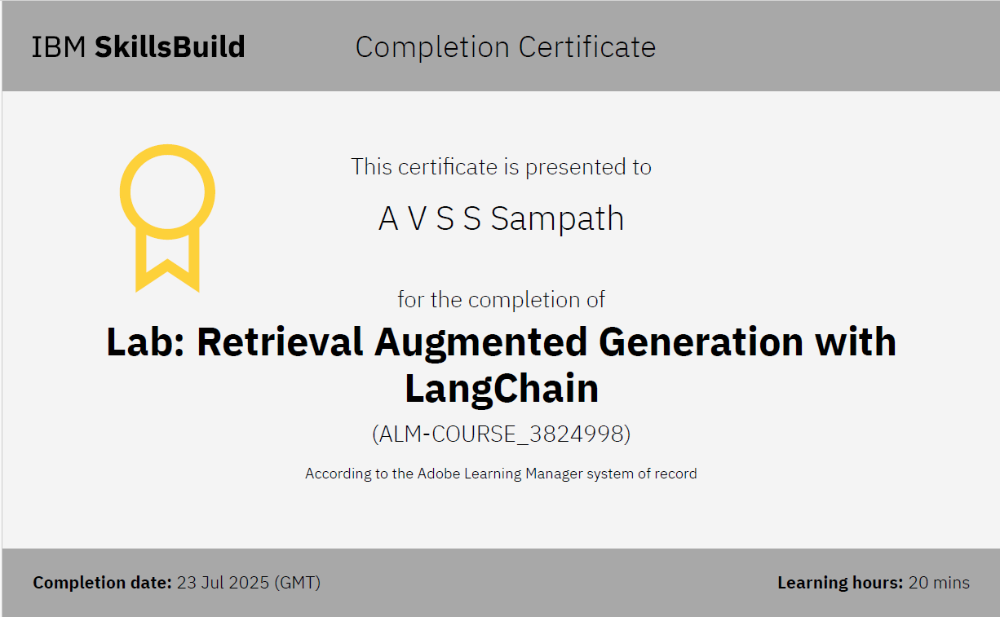 IBM SkillsBuild
Completion Certificate
This certificate is presented to
A V S S Sampath
for the completion of
Lab: Retrieval Augmented Generation with
LangChain
(ALM-COURSE_3824998)
According to the Adobe Learning Manager system of record
Completion date: 23 Jul 2025 (GMT)
Learning hours: 20 mins